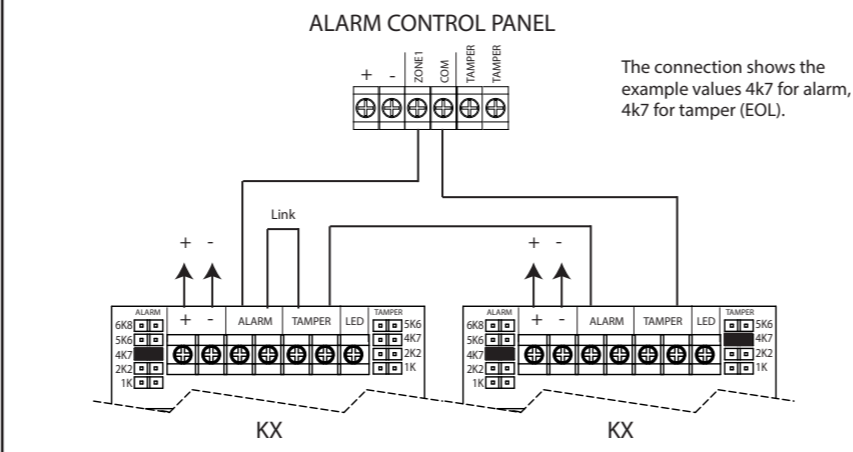 ALARM CONTROL PANEL
The connection shows the
example values 4k7 for alarm,
4k7 for tamper (EOL).
+ - ZONE1 COM TAMPER TAMPER
Link
+ -
+ -
ALARM
+ - ALARM TAMPER LED
TAMPER
6K8
5K6
4K7
2K2
1K
5K6
4K7
2K2
1K
KX
ALARM
+ - ALARM TAMPER LED
TAMPER
6K8
5K6
4K7
2K2
1K
5K6
4K7
2K2
1K
KX